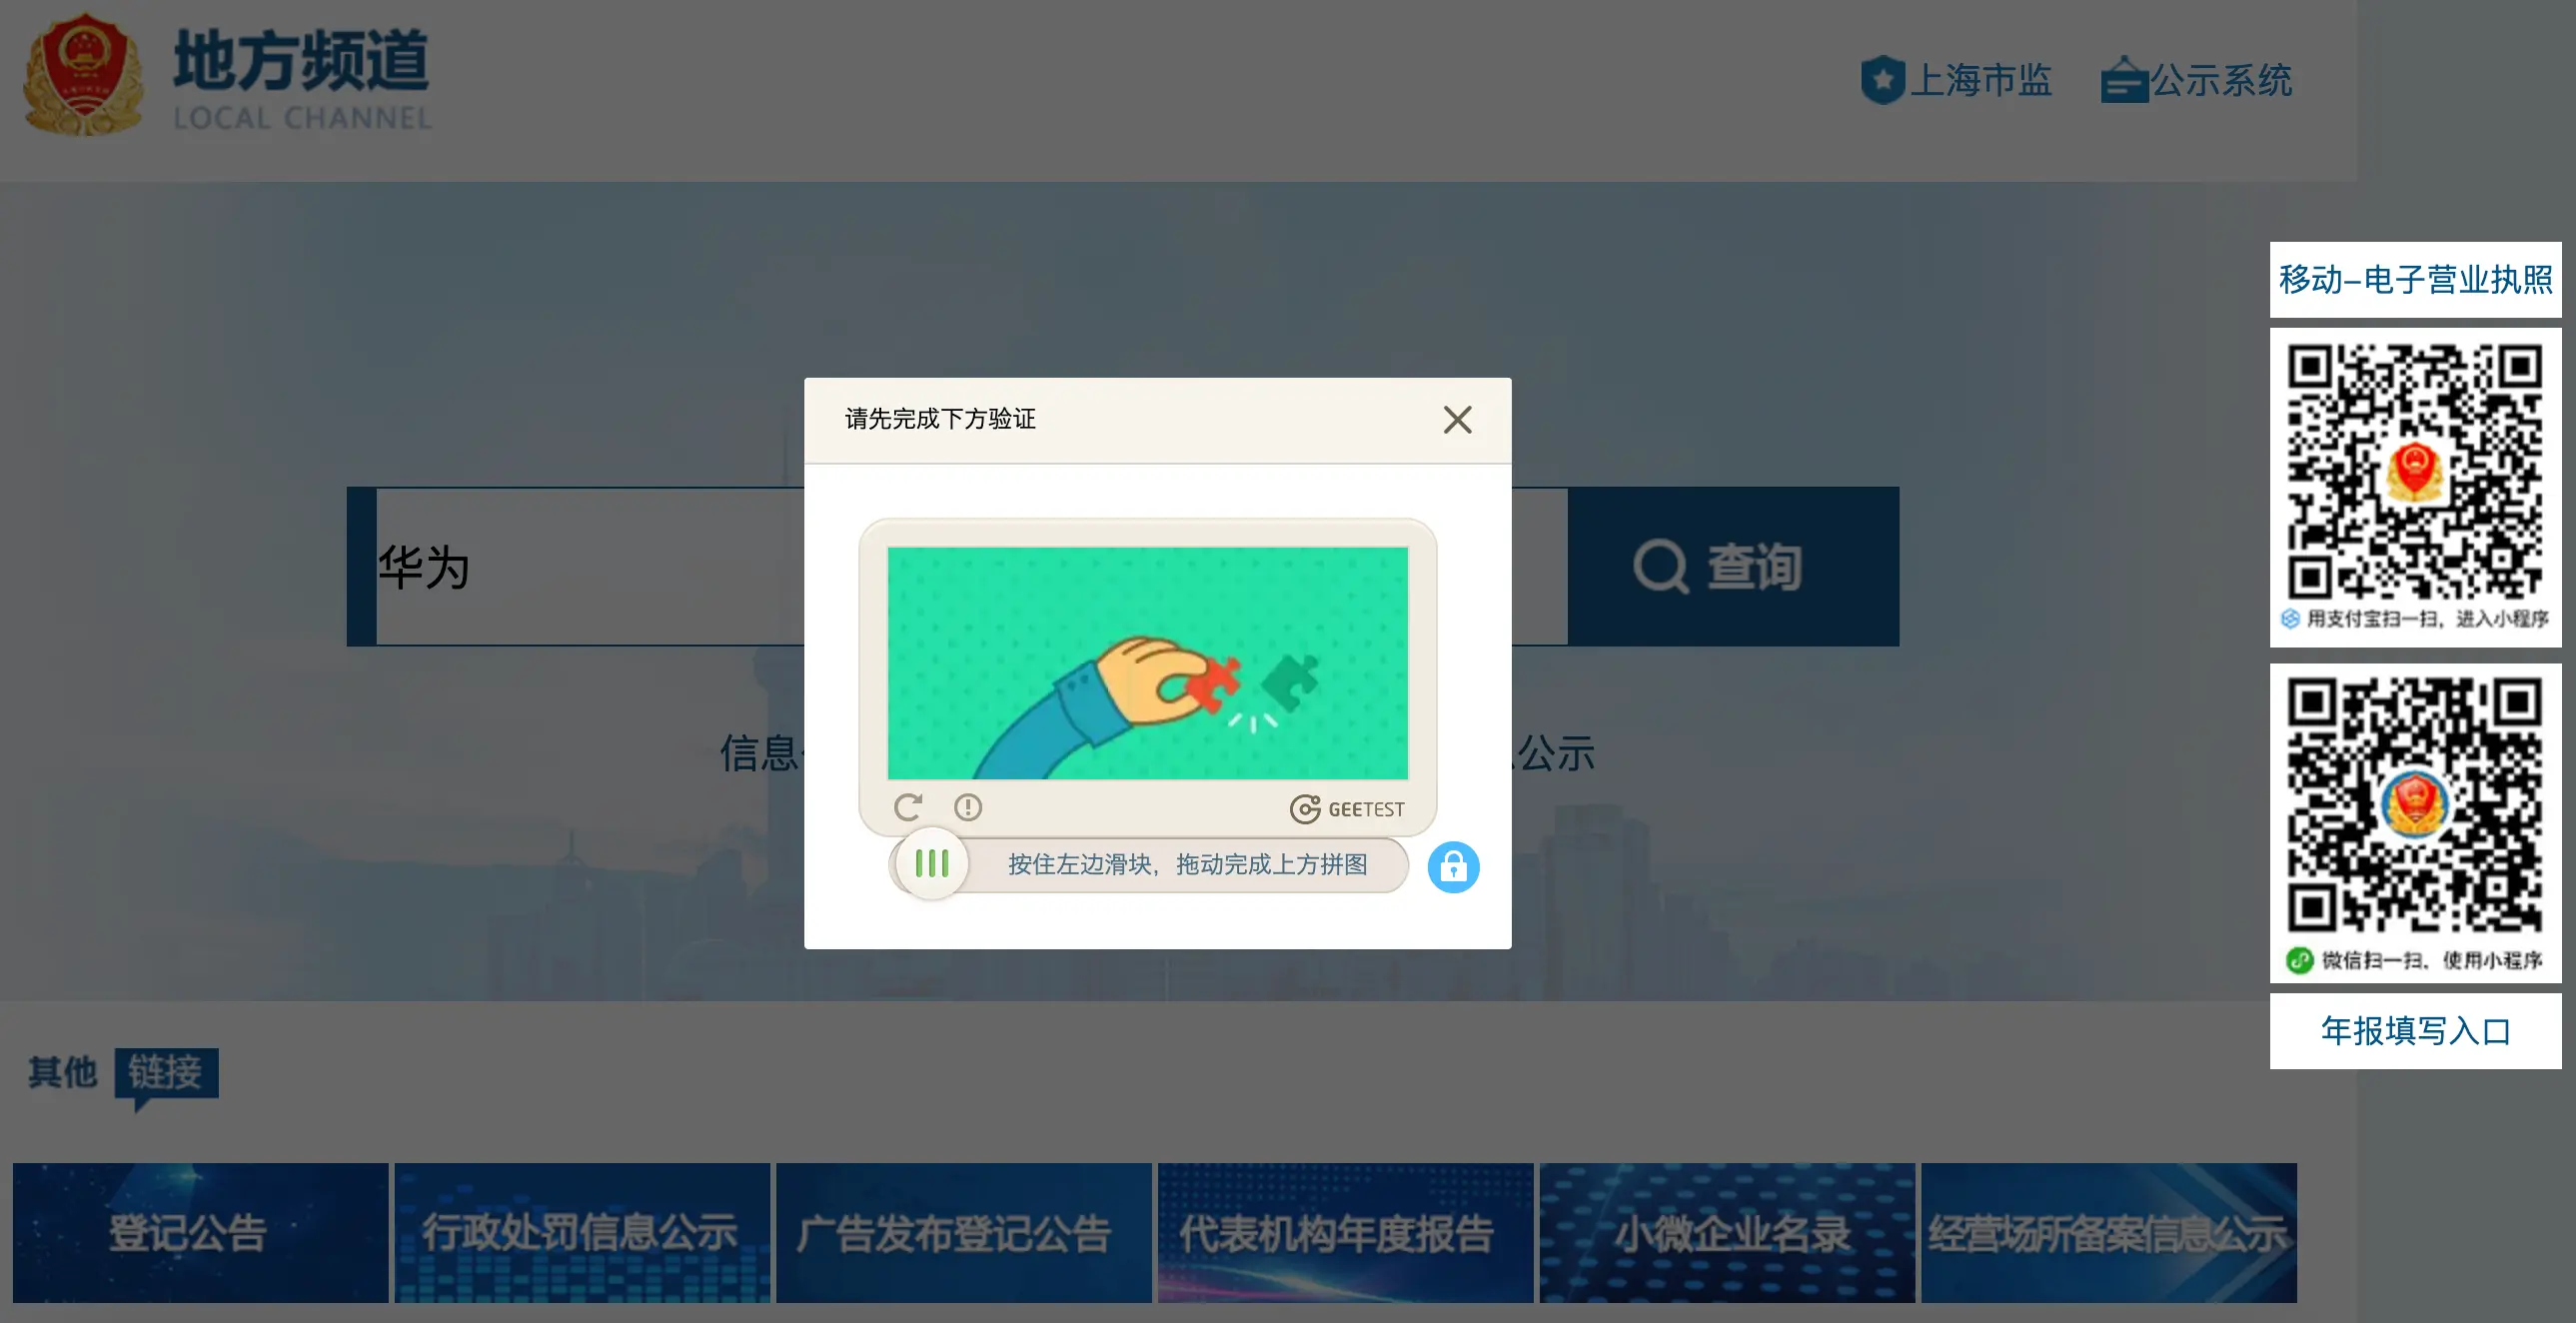 地方频道
LOCAL CHANNEL
上海市监
公示系统
移动-电子营业执照
用支付宝扫一扫，进入小程序
请先完成下方验证
华为
查询
信息
公示
GEETEST
按住左边滑块，拖动完成上方拼图
微信扫一扫、使用小程序
年报填写入口
其他 链接
登记公告
行政处罚信息公示
广告发布登记公告
代表机构年度报告
小微企业名录
经营场所备案信息公示